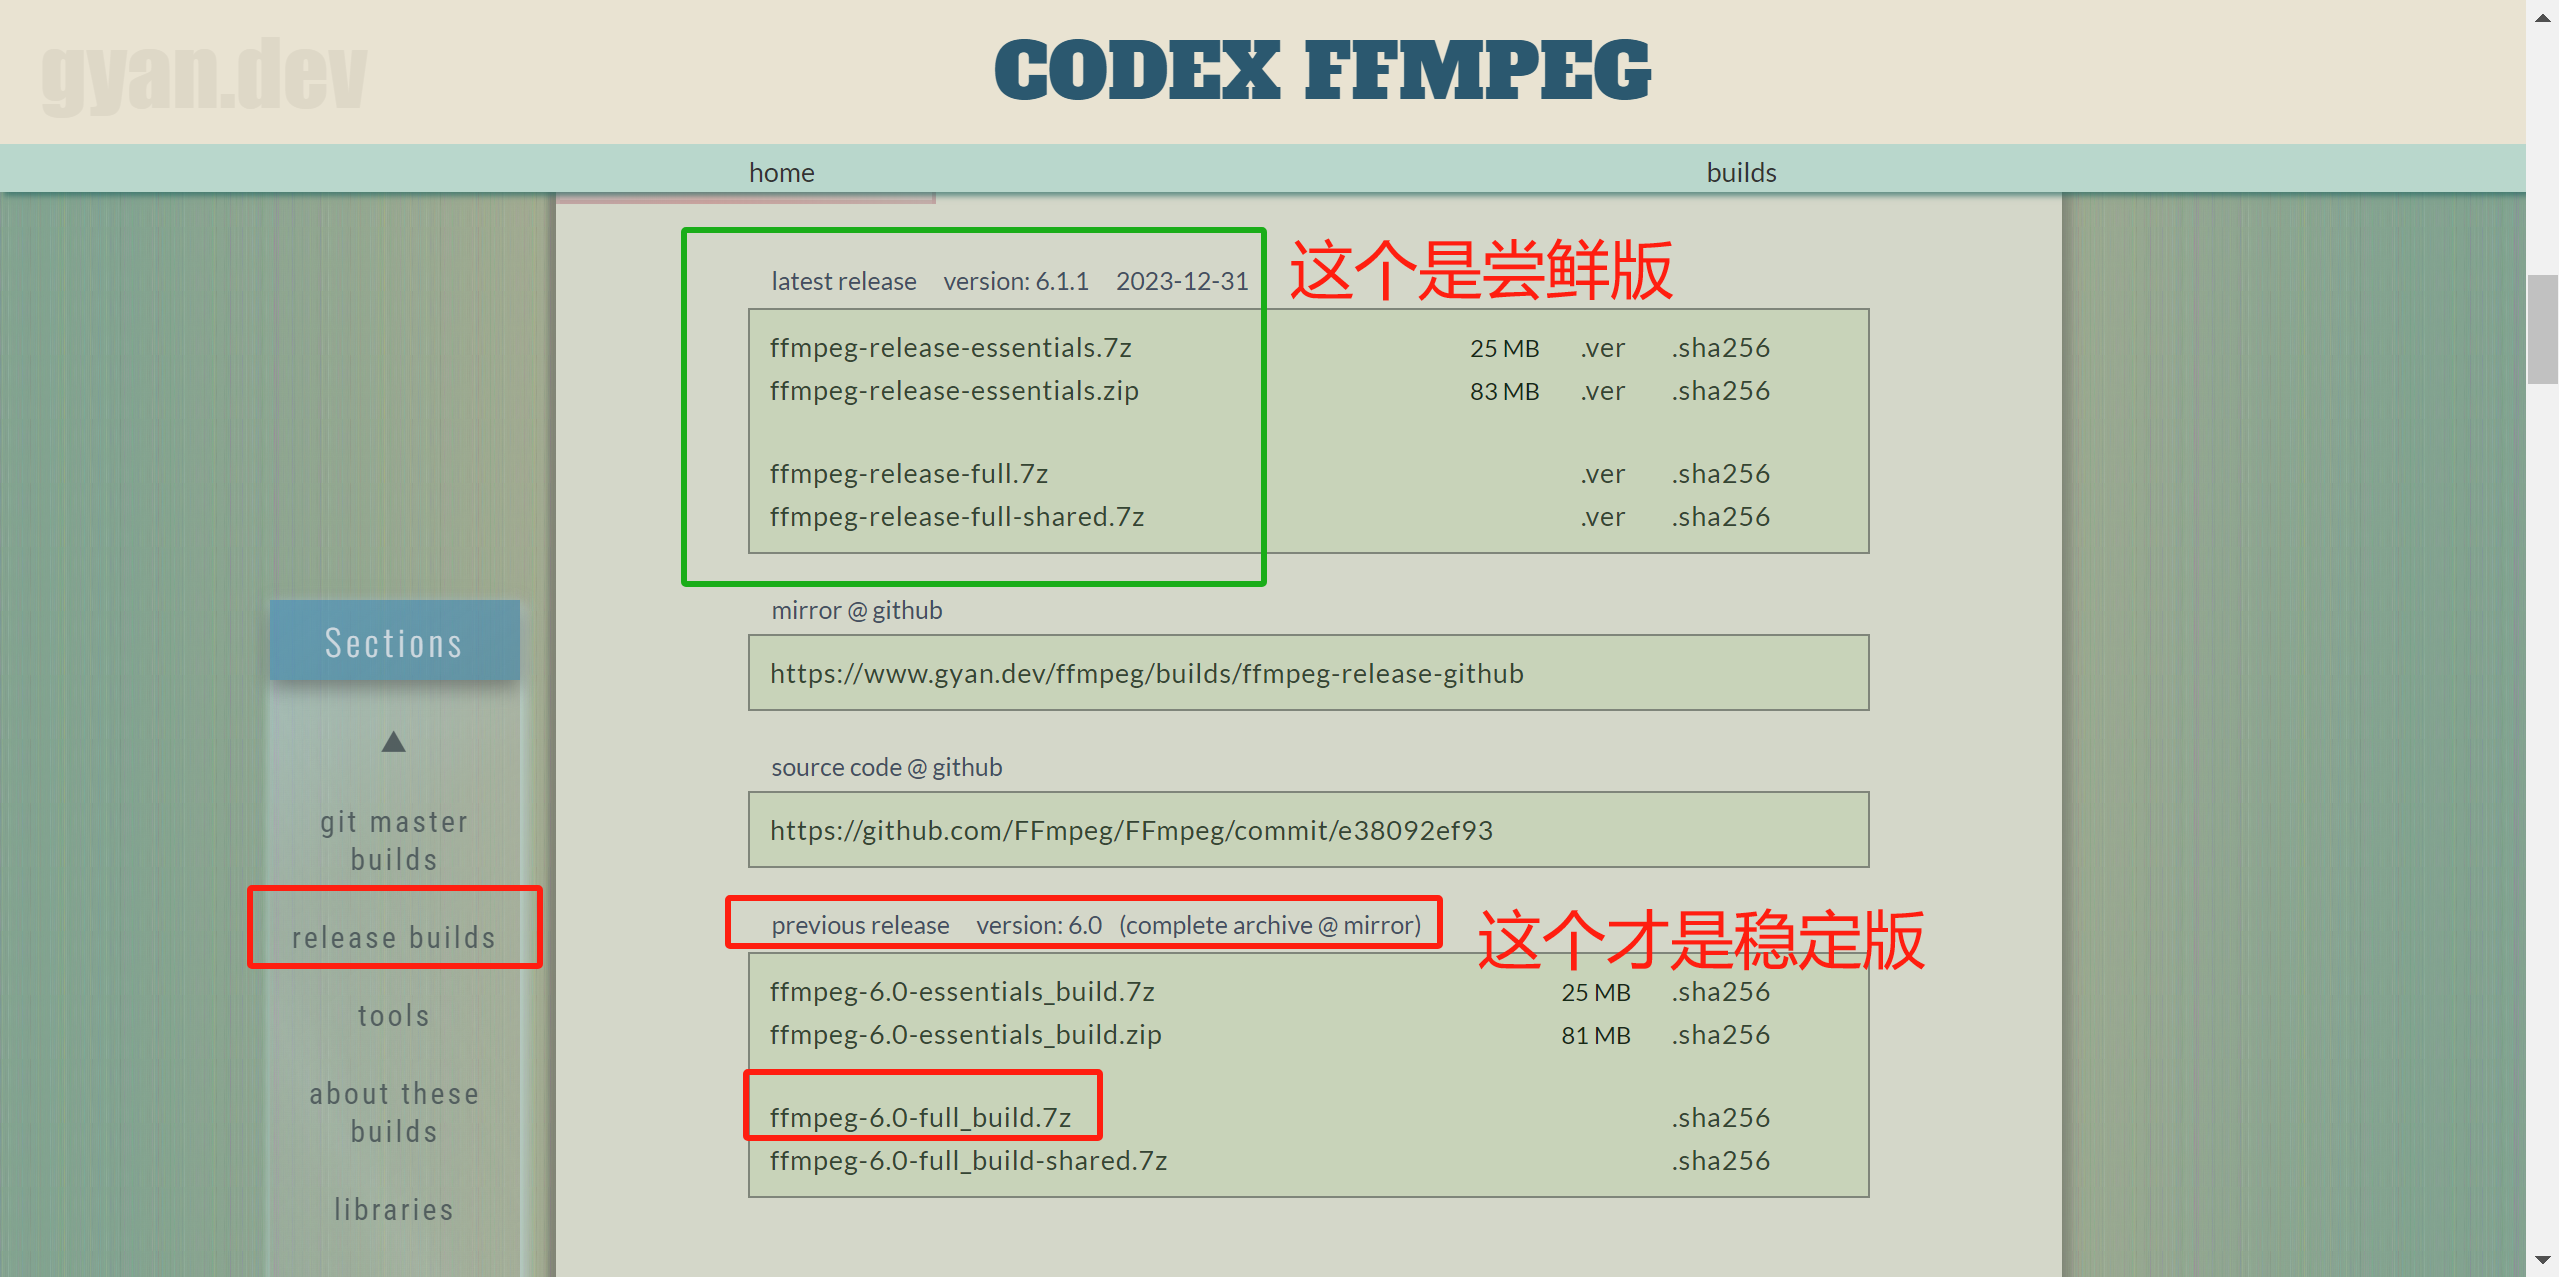 gyan.dev
CODEX FFMPEG
home builds
latest release version: 6.1.1 2023-12-31 这个是尝鲜版
ffmpeg-release-essentials.7z 25 MB .ver .sha256
ffmpeg-release-essentials.zip 83 MB .ver .sha256
ffmpeg-release-full.7z .ver .sha256
ffmpeg-release-full-shared.7z .ver .sha256
mirror @ github
https://www.gyan.dev/ffmpeg/builds/ffmpeg-release-github
source code @ github
https://github.com/FFmpeg/FFmpeg/commit/e38092ef93
previous release version: 6.0 (complete archive @ mirror) 这个才是稳定版
ffmpeg-6.0-essentials_build.7z 25 MB .sha256
ffmpeg-6.0-essentials_build.zip 81 MB .sha256
ffmpeg-6.0-full_build.7z .sha256
ffmpeg-6.0-full_build-shared.7z .sha256
Sections
git master
builds
release builds
tools
about these
builds
libraries